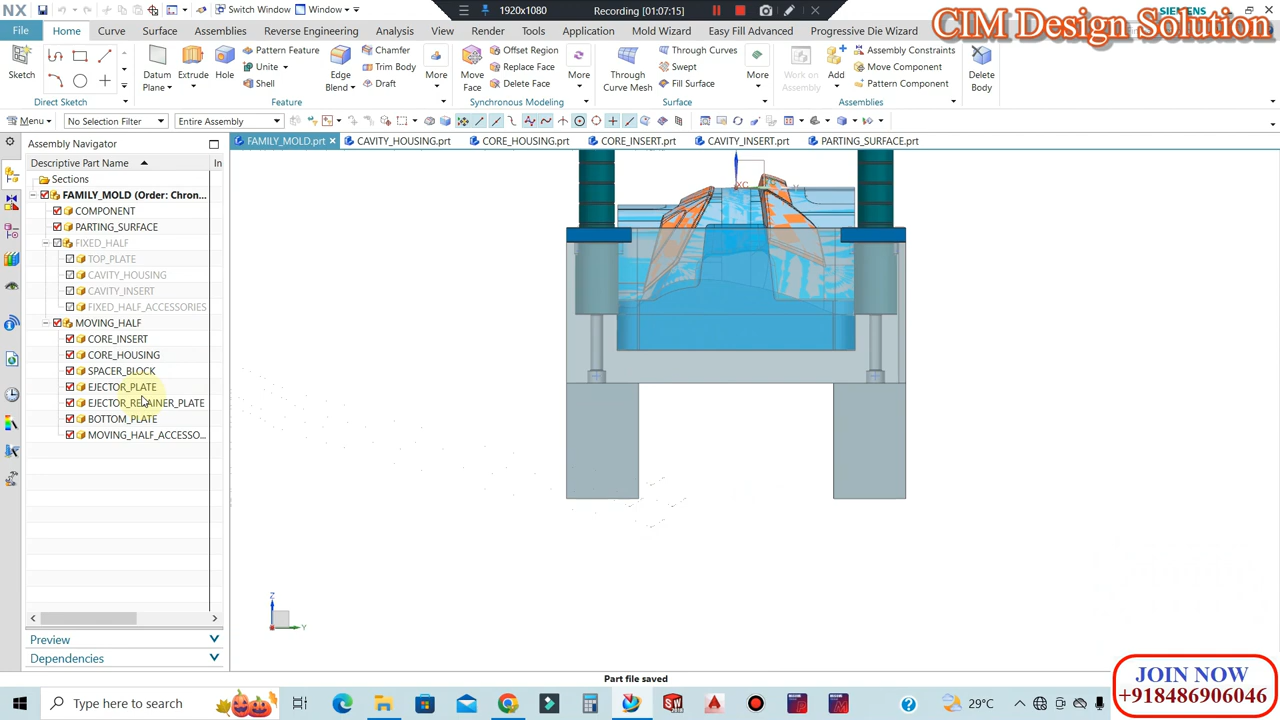 NX
Switch Window
Window
1920x1080
Recording [01:07:15]
SIEMENS
CIM Design Solution
File
Home
Curve
Surface
Assemblies
Reverse Engineering
Analysis
View
Render
Tools
Application
Mold Wizard
Easy Fill Advanced
Progressive Die Wizard
Sketch
Direct Sketch
Datum Plane
Extrude
Hole
Pattern Feature
Unite
Shell
Edge Blend
Chamfer
Trim Body
Draft
More
Feature
Move Face
Offset Region
Replace Face
Delete Face
More
Synchronous Modeling
Through Curve Mesh
Through Curves
Swept
Fill Surface
More
Surface
Work on Assembly
Add
Assembly Constraints
Move Component
Pattern Component
Assemblies
Delete Body
Menu
No Selection Filter
Entire Assembly
Assembly Navigator
FAMILY_MOLD.prt
CAVITY_HOUSING.prt
CORE_HOUSING.prt
CORE_INSERT.prt
CAVITY_INSERT.prt
PARTING_SURFACE.prt
Descriptive Part Name
In
Sections
FAMILY_MOLD (Order: Chron...
COMPONENT
PARTING_SURFACE
FIXED_HALF
TOP_PLATE
CAVITY_HOUSING
CAVITY_INSERT
FIXED_HALF_ACCESSORIES
MOVING_HALF
CORE_INSERT
CORE_HOUSING
SPACER_BLOCK
EJECTOR_PLATE
EJECTOR_RETAINER_PLATE
BOTTOM_PLATE
MOVING_HALF_ACCESSO...
XC
Z
Y
Preview
Dependencies
Part file saved
JOIN NOW
+918486906046
Type here to search
29°C